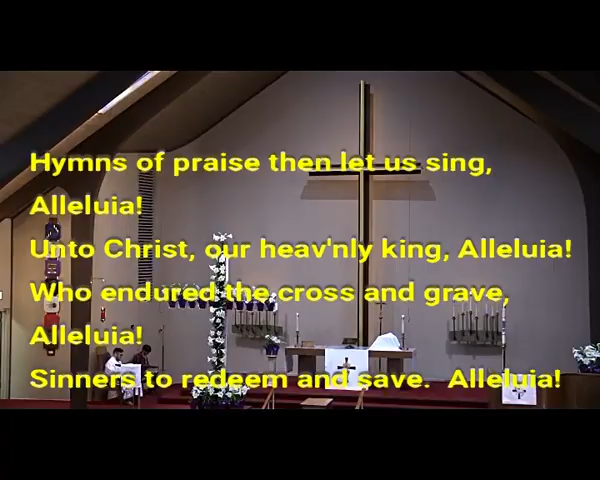 Hymns of praise then let us sing,
Alleluia!
Unto Christ, our heav'nly king, Alleluia!
Who endured the cross and grave,
Alleluia!
Sinners to redeem and save.  Alleluia!